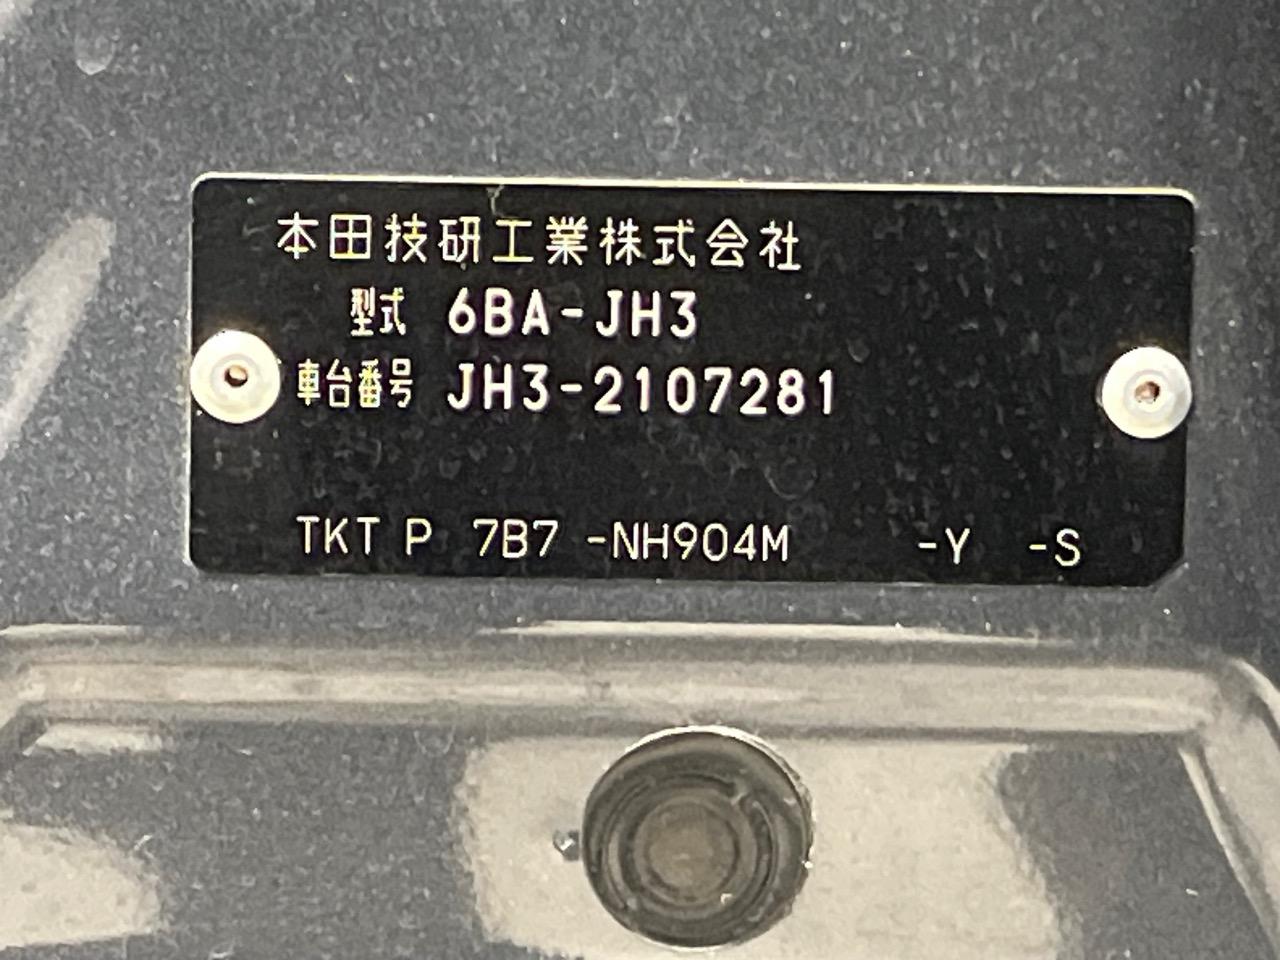 本田技研工業株式会社
型式 6BA-JH3
車台番号 JH3-2107281
TKT P 7B7 -NH904M -Y -S